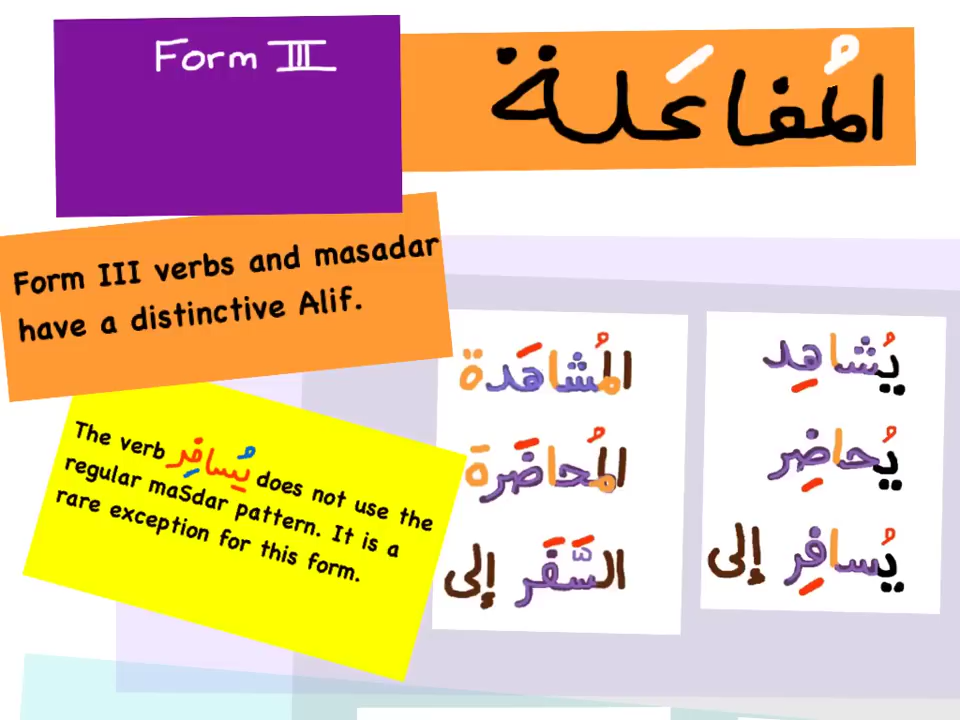 Form III
المُفاعَلة
Form III verbs and masadar
have a distinctive Alif.
The verb يُسافِر does not use the
regular maSdar pattern. It is a
rare exception for this form.
المُشاهَدة
المُحاضَرة
السَّفَر إلى
يُشاهِد
يُحاضِر
يُسافِر إلى